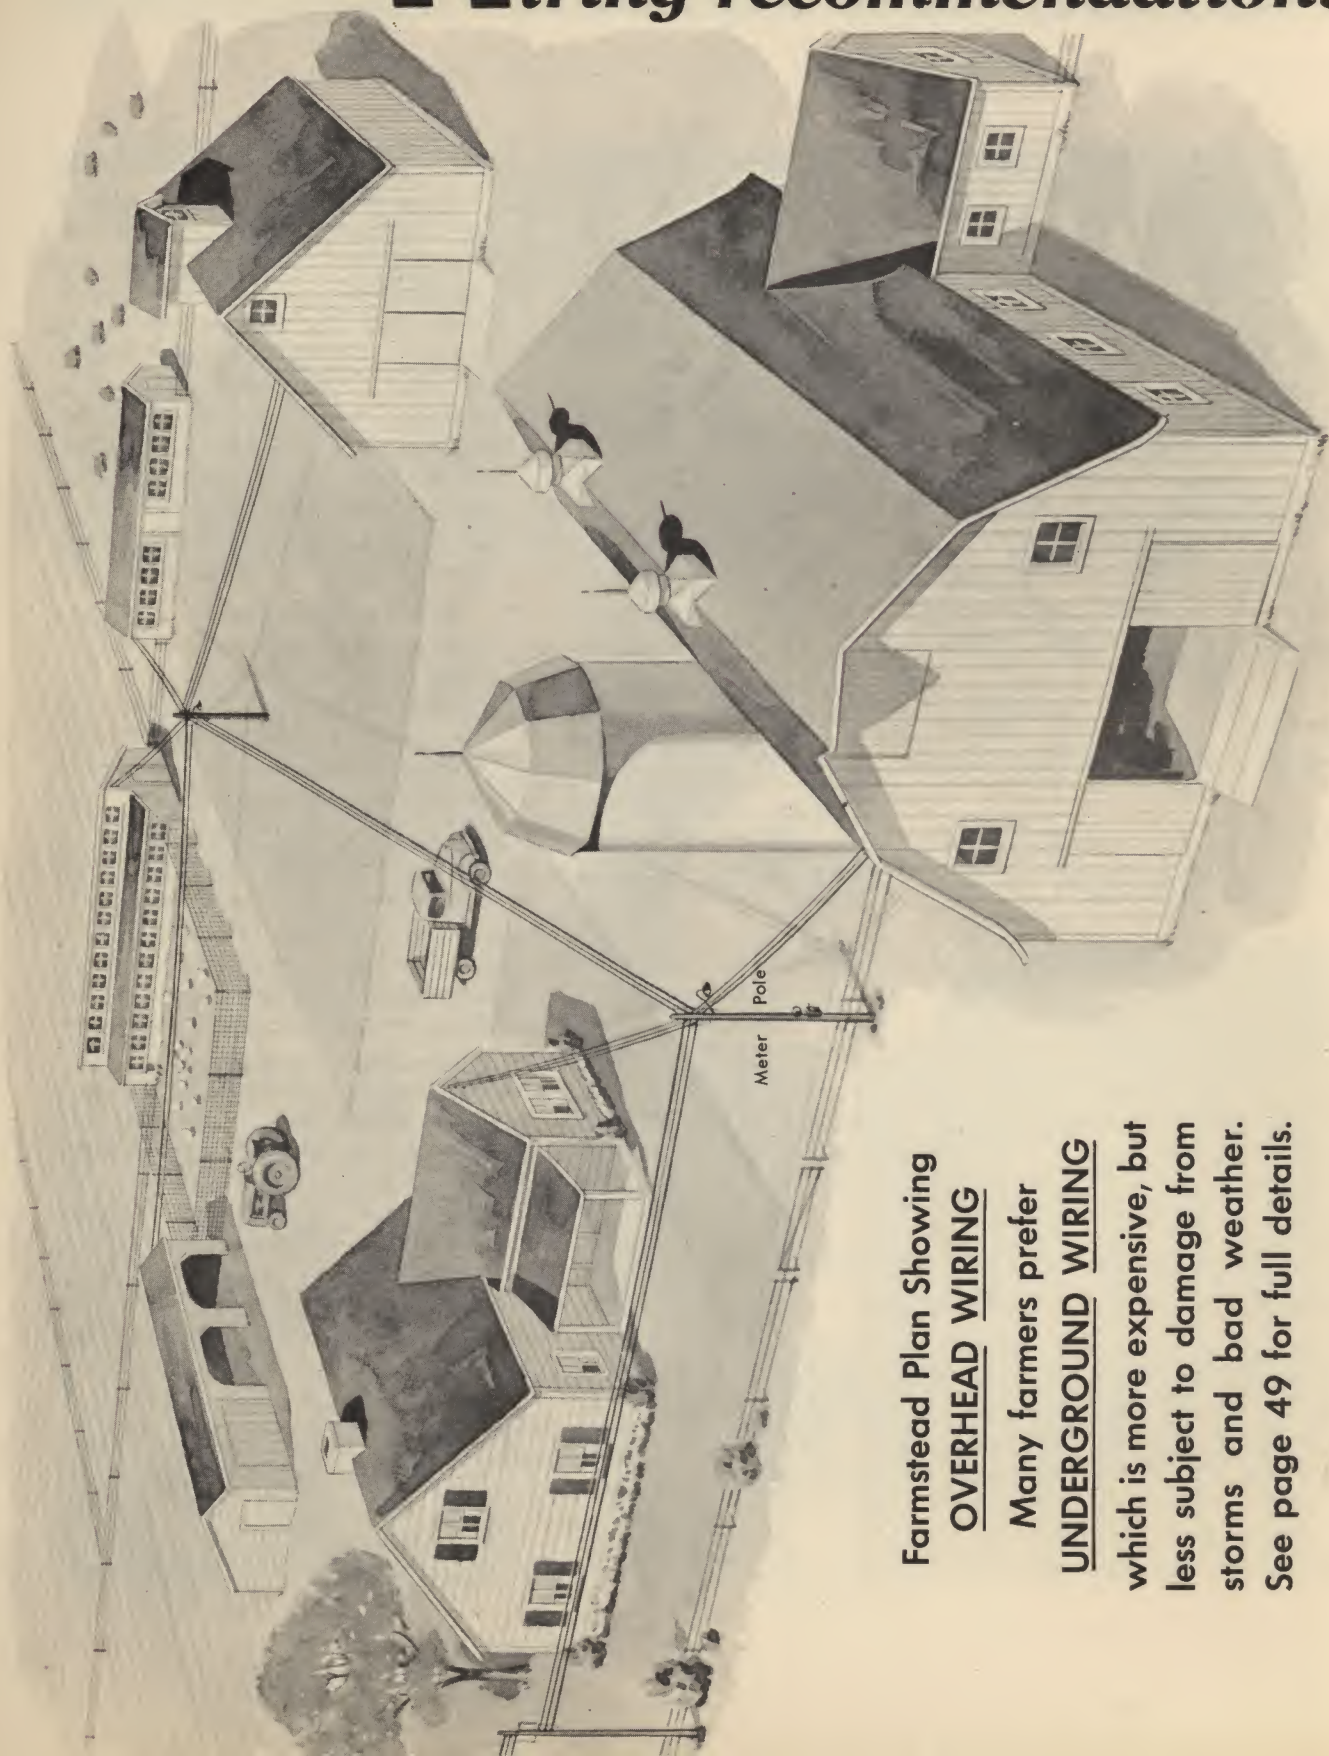 recommendations
Meter Pole
Farmstead Plan Showing
OVERHEAD WIRING
Many farmers prefer
UNDERGROUND WIRING
which is more expensive, but
less subject to damage from
storms and bad weather.
See page 49 for full details.